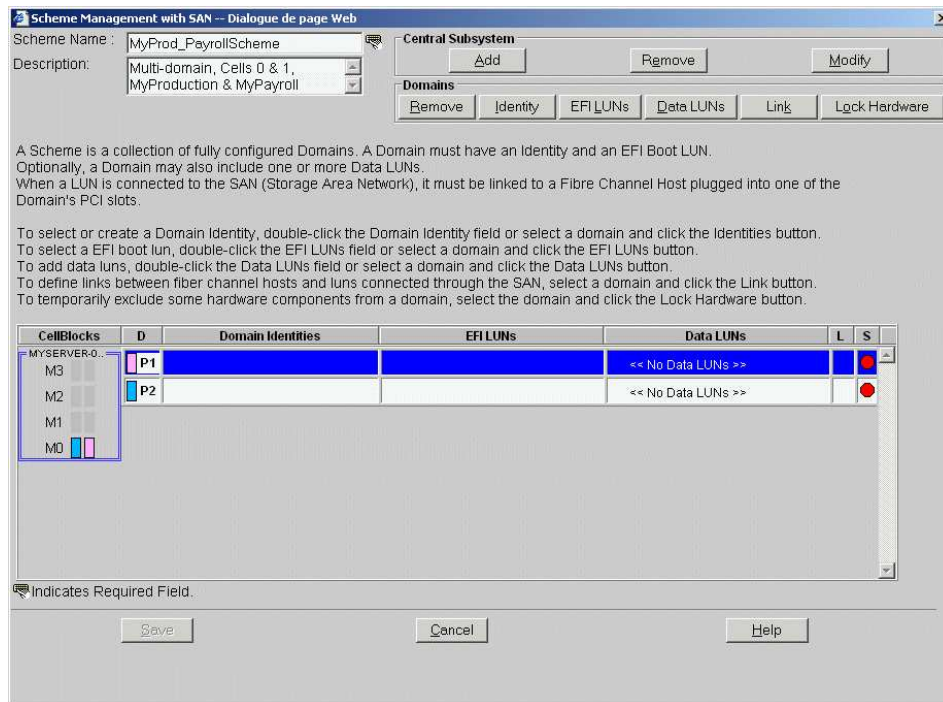 Scheme Management with SAN -- Dialogue de page Web
Scheme Name : MyProd_PayrollScheme
Description: Multi-domain, Cells 0 & 1,
MyProduction & MyPayroll
Central Subsystem
Add Remove Modify
Domains
Remove Identity EFI LUNs Data LUNs Link Lock Hardware
A Scheme is a collection of fully configured Domains. A Domain must have an Identity and an EFI Boot LUN.
Optionally, a Domain may also include one or more Data LUNs.
When a LUN is connected to the SAN (Storage Area Network), it must be linked to a Fibre Channel Host plugged into one of the
Domain's PCI slots.
To select or create a Domain Identity, double-click the Domain Identity field or select a domain and click the Identities button.
To select a EFI boot lun, double-click the EFI LUNs field or select a domain and click the EFI LUNs button.
To add data luns, double-click the Data LUNs field or select a domain and click the Data LUNs button.
To define links between fiber channel hosts and luns connected through the SAN, select a domain and click the Link button.
To temporarily exclude some hardware components from a domain, select the domain and click the Lock Hardware button.
CellBlocks D Domain Identities EFI LUNs Data LUNs L S
MYSERVER-0..
M3
M2
M1
M0
P1 << No Data LUNs >>
P2 << No Data LUNs >>
Indicates Required Field.
Save Cancel Help